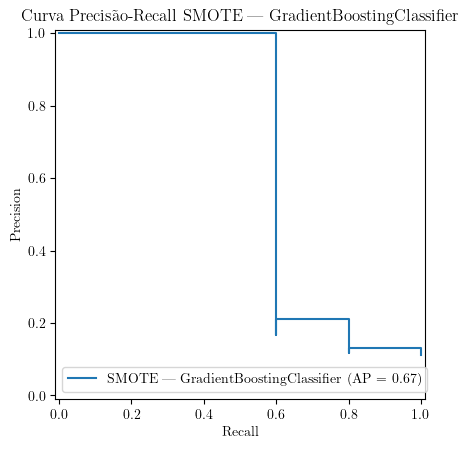 Curva Precisão-Recall SMOTE — GradientBoostingClassifier
1.0
0.8
0.6
0.4
0.2
0.0
Precision
SMOTE — GradientBoostingClassifier (AP = 0.67)
0.0 0.2 0.4 0.6 0.8 1.0
Recall